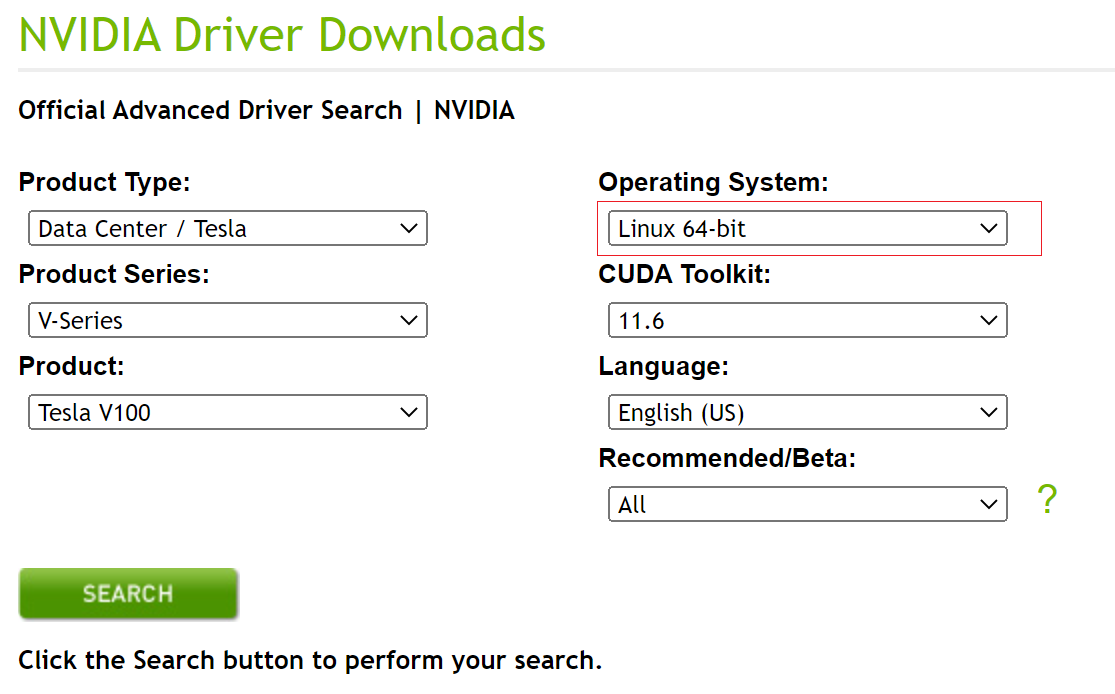 NVIDIA Driver Downloads
Official Advanced Driver Search | NVIDIA
Product Type:
Data Center / Tesla
Product Series:
V-Series
Product:
Tesla V100
Operating System:
Linux 64-bit
CUDA Toolkit:
11.6
Language:
English (US)
Recommended/Beta:
All
?
SEARCH
Click the Search button to perform your search.